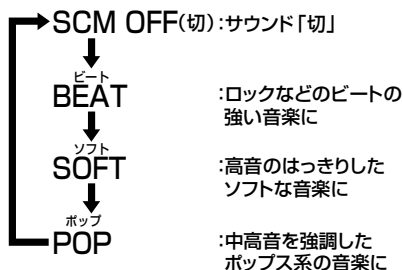 SCM OFF(切):サウンド「切」
ビート
BEAT :ロックなどのビートの
強い音楽に
ソフト
SOFT :高音のはっきりした
ソフトな音楽に
ポップ
POP :中高音を強調した
ポップス系の音楽に